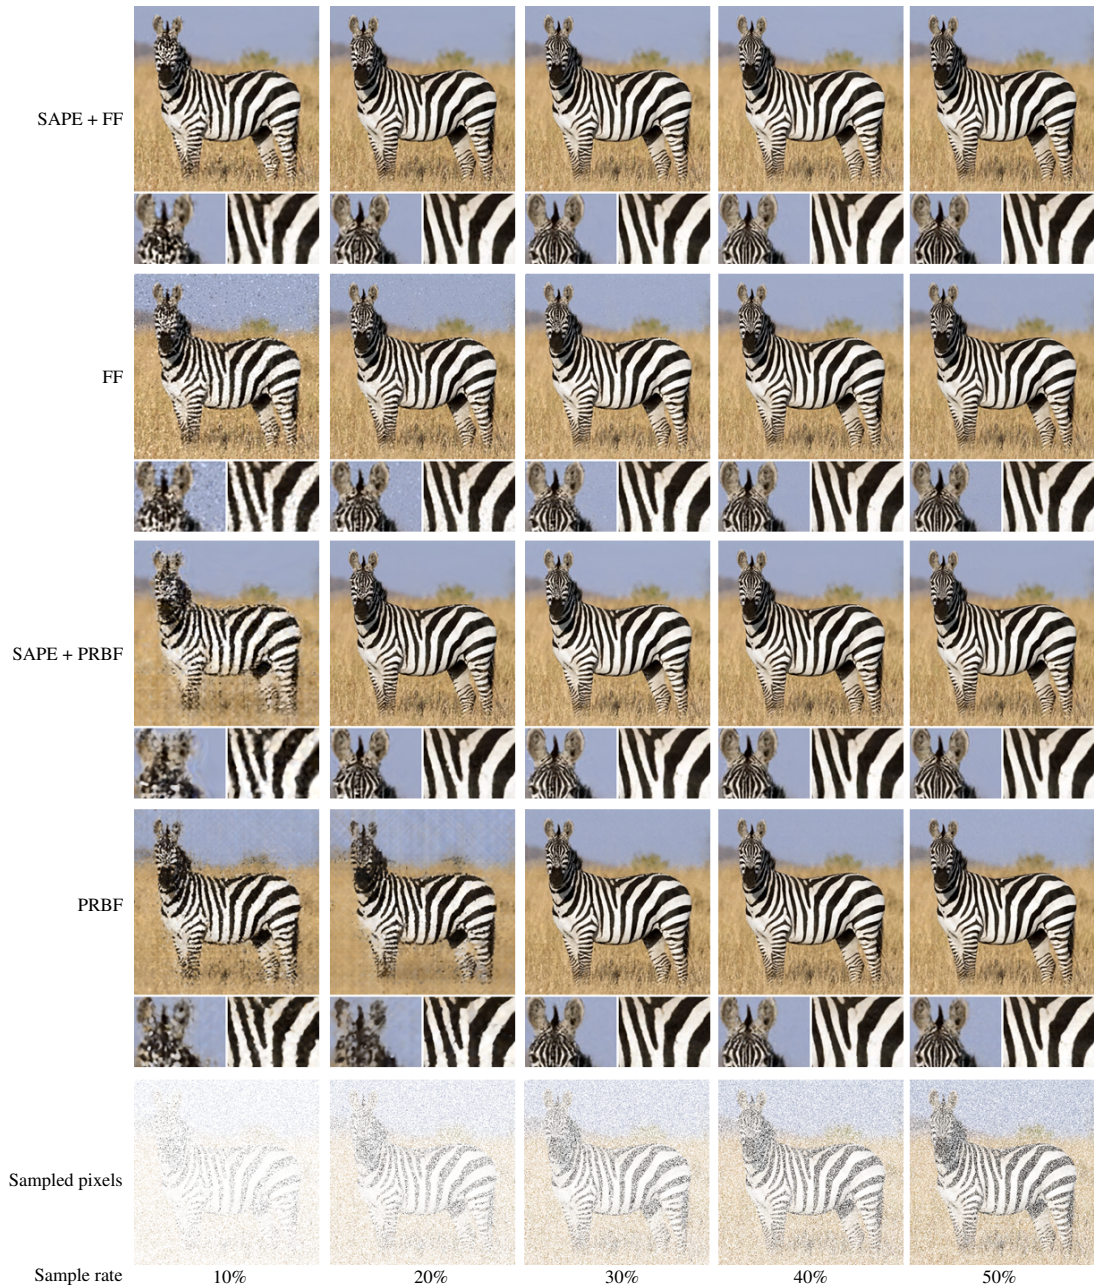 SAPE + FF
FF
SAPE + PRBF
PRBF
Sampled pixels
Sample rate 10% 20% 30% 40% 50%